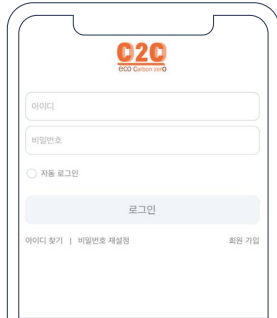 C2C
eco Carbon zerO
아이디
비밀번호
자동 로그인
로그인
아이디 찾기 | 비밀번호 재설정 회원 가입